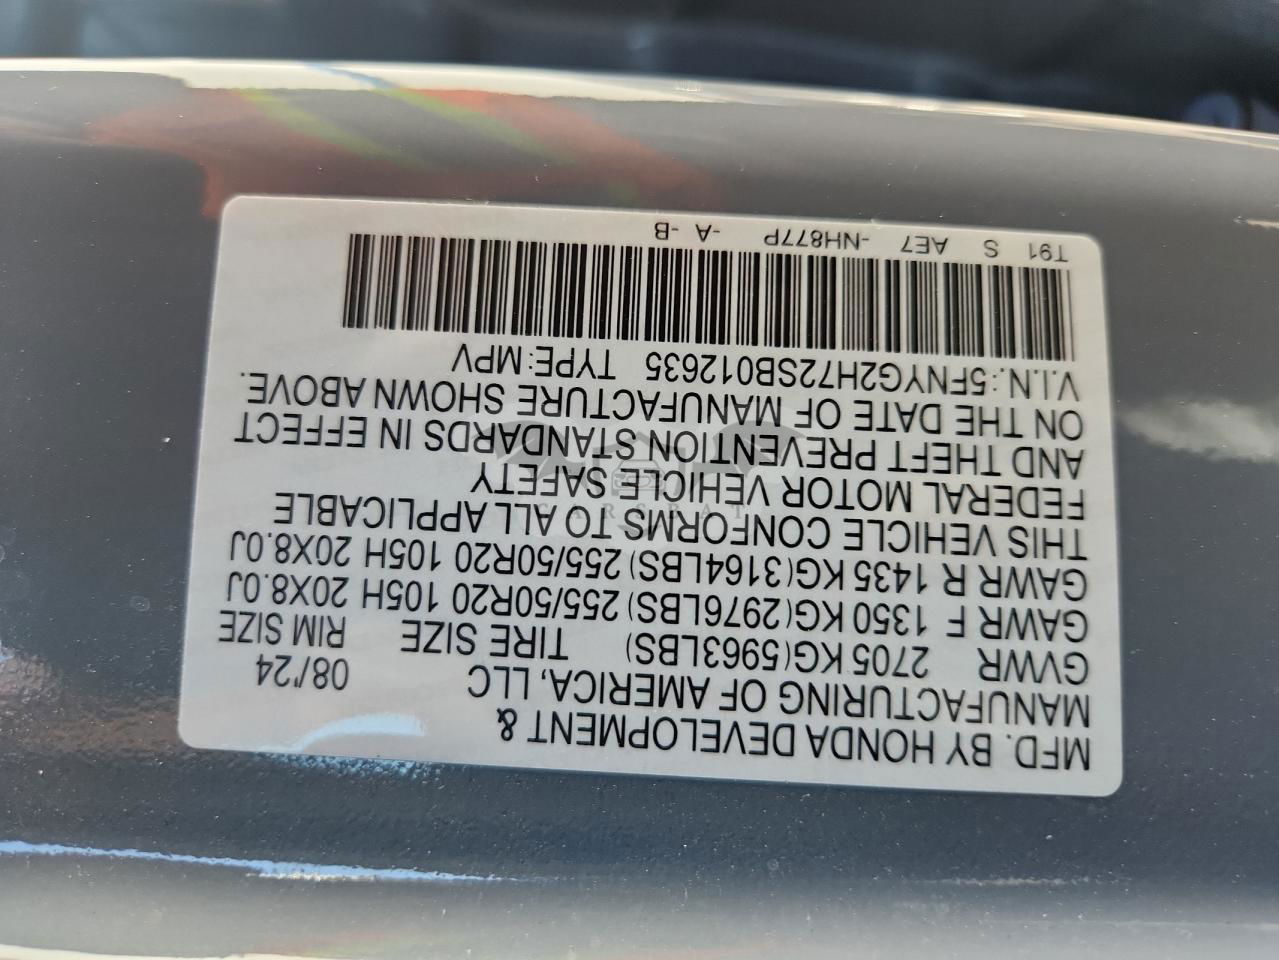 MFD. BY HONDA DEVELOPMENT &
MANUFACTURING OF AMERICA, LLC 08/'24
GVWR 2705 KG(5963LBS) TIRE SIZE RIM SIZE
GAWR F 1350 KG(2976LBS) 255/50R20 105H 20X8.0J
GAWR R 1435 KG(3164LBS) 255/50R20 105H 20X8.0J
THIS VEHICLE CONFORMS TO ALL APPLICABLE
FEDERAL MOTOR VEHICLE SAFETY
AND THEFT PREVENTION STANDARDS IN EFFECT
ON THE DATE OF MANUFACTURE SHOWN ABOVE.
V.I.N.:5FNYG2H72SB012635 TYPE:MPV
T91 S AE7 -NH877P -A -B
CARSBAT